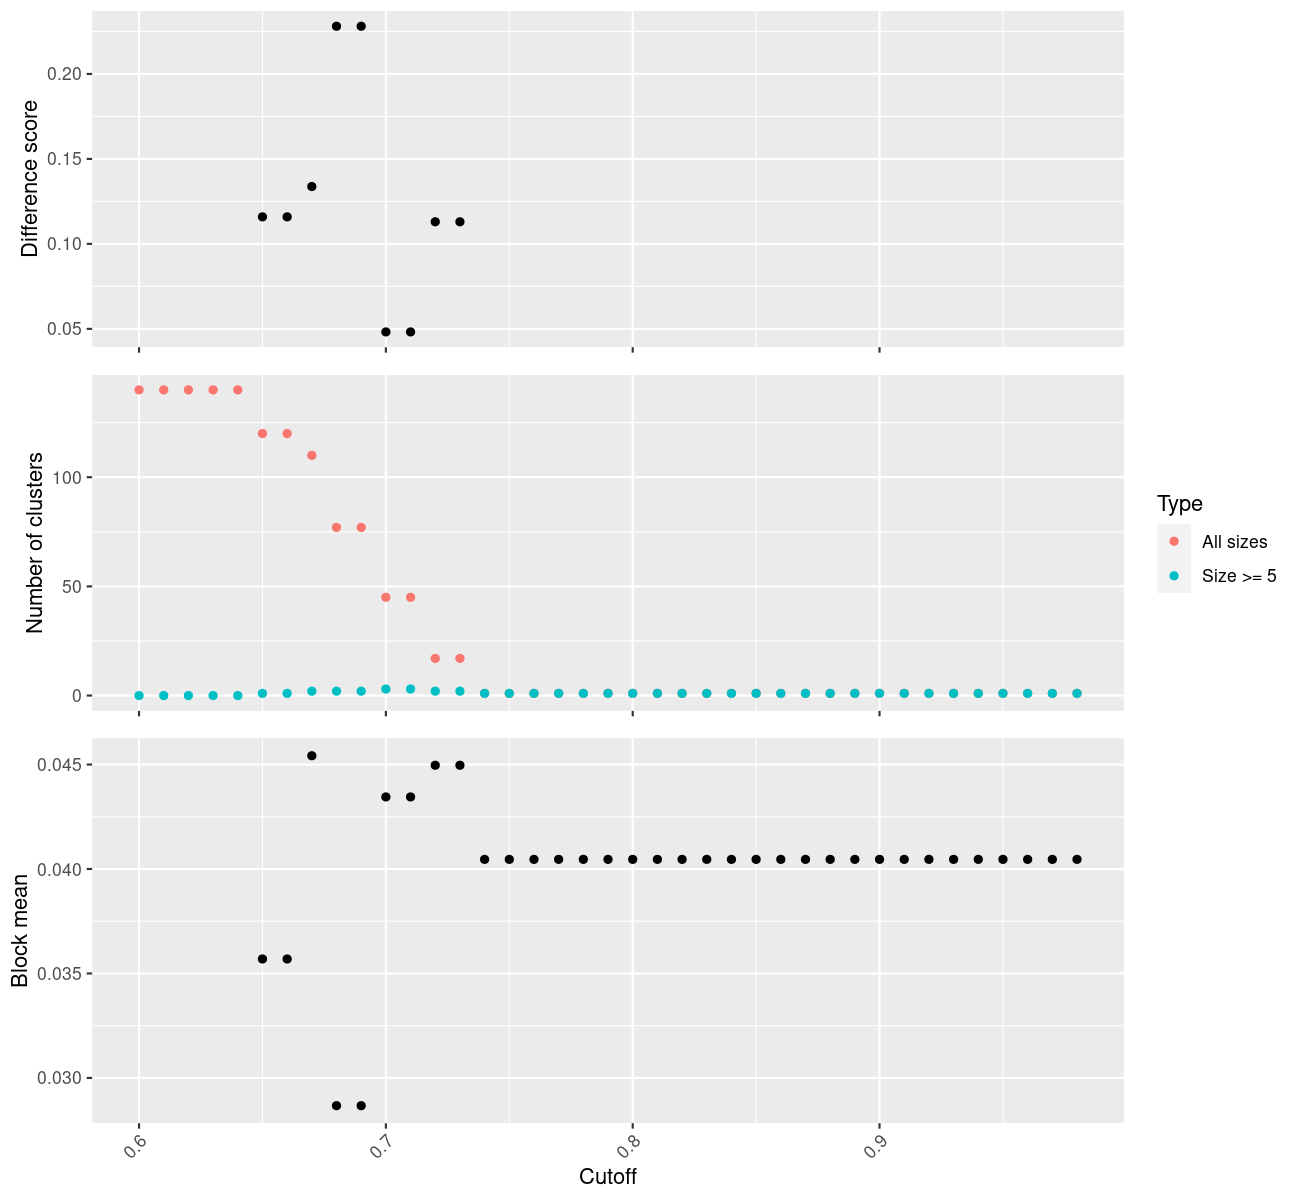 Difference score
0.20
0.15
0.10
0.05
Number of clusters
100
50
0
Type
All sizes
Size >= 5
Block mean
0.045
0.040
0.035
0.030
0.6
0.7
0.8
0.9
Cutoff